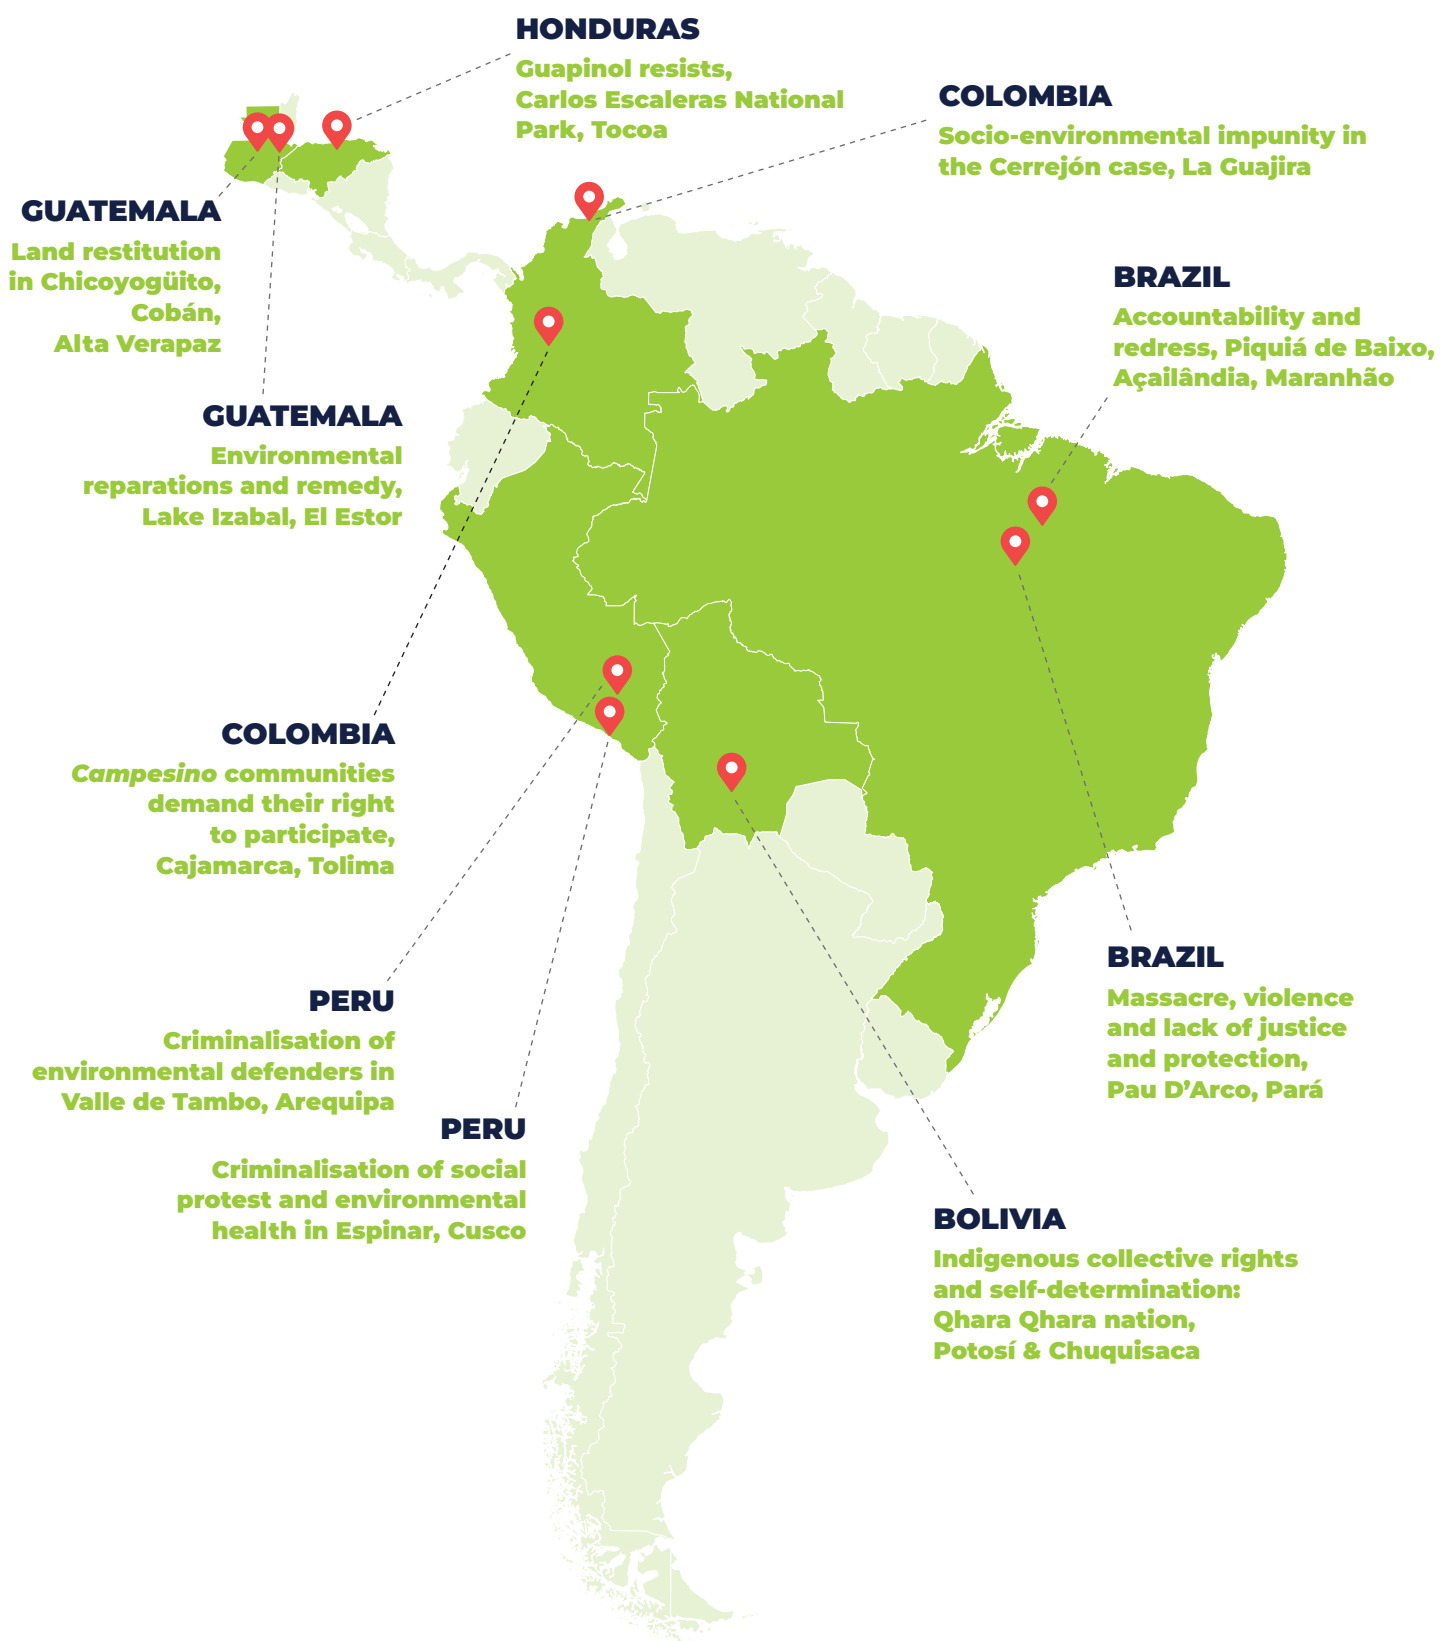 HONDURAS
Guapinol resists,
Carlos Escaleras National
Park, Tocoa
COLOMBIA
Socio-environmental impunity in
the Cerrejón case, La Guajira
GUATEMALA
Land restitution
in Chicoyogüito,
Cobán,
Alta Verapaz
BRAZIL
Accountability and
redress, Piquiá de Baixo,
Açailândia, Maranhão
GUATEMALA
Environmental
reparations and remedy,
Lake Izabal, El Estor
COLOMBIA
Campesino communities
demand their right
to participate,
Cajamarca, Tolima
BRAZIL
Massacre, violence
and lack of justice
and protection,
Pau D’Arco, Pará
PERU
Criminalisation of
environmental defenders in
Valle de Tambo, Arequipa
PERU
Criminalisation of social
protest and environmental
health in Espinar, Cusco
BOLIVIA
Indigenous collective rights
and self-determination:
Qhara Qhara nation,
Potosí & Chuquisaca